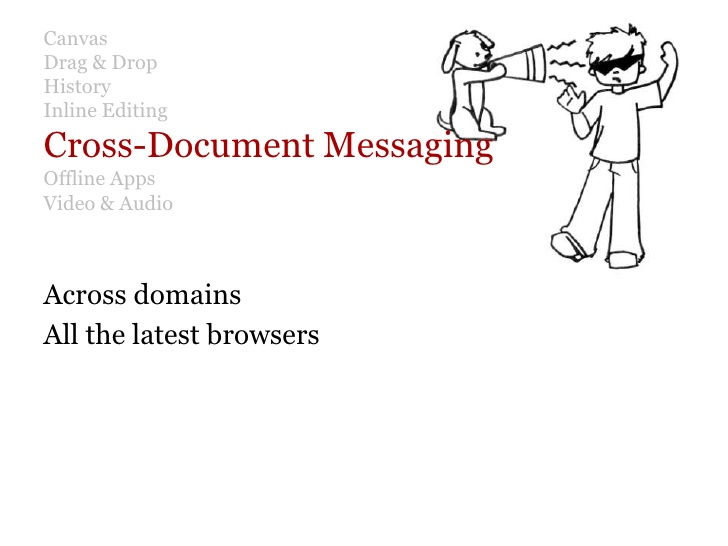 Canvas
Drag & Drop
History
Inline Editing
Cross-Document Messaging
Offline Apps
Video & Audio
Across domains
All the latest browsers